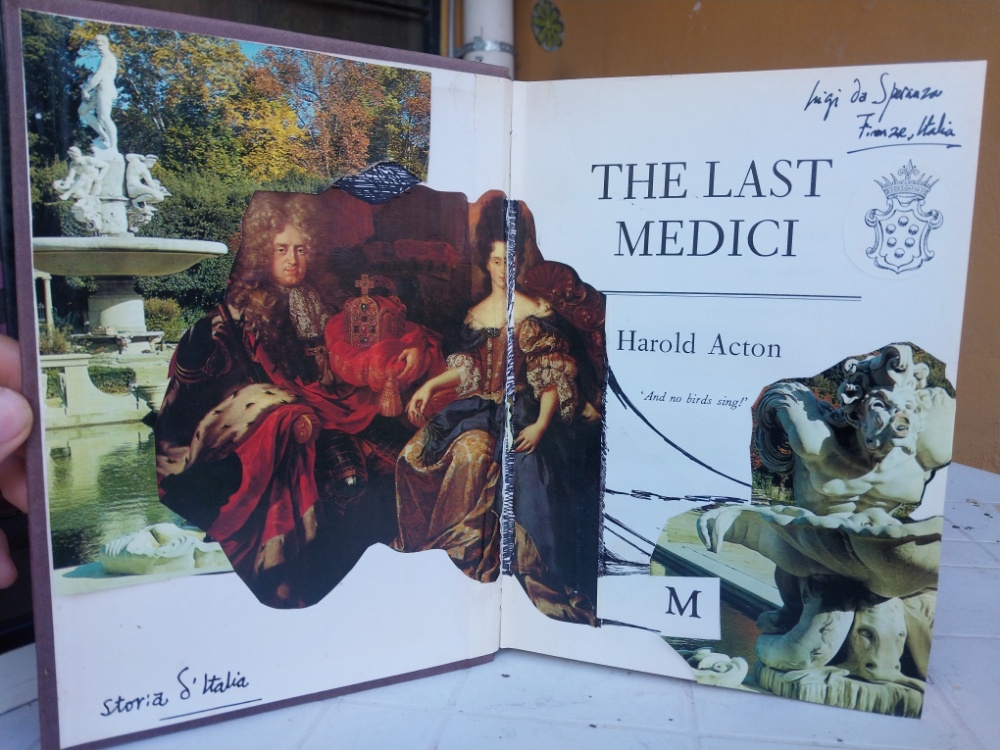 storia d'Italia
Luigi da Speranza
Firenze, Italia
THE LAST
MEDICI
Harold Acton
‘And no birds sing!’
M